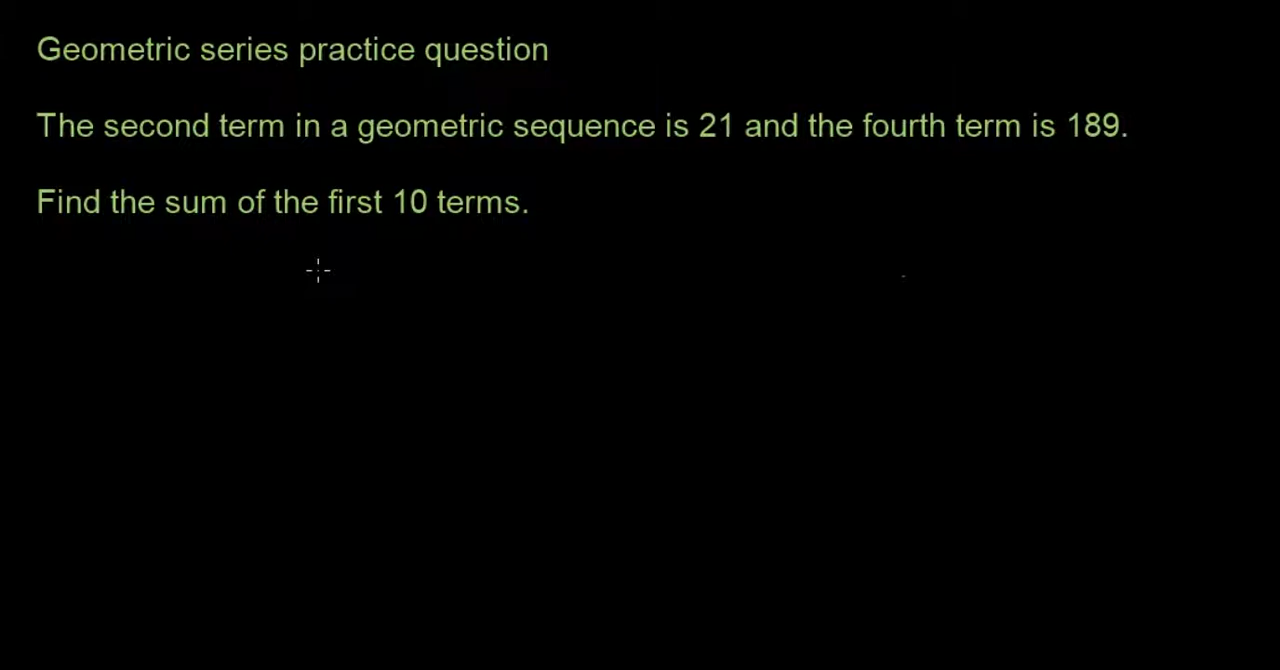 Geometric series practice question
The second term in a geometric sequence is 21 and the fourth term is 189.
Find the sum of the first 10 terms.